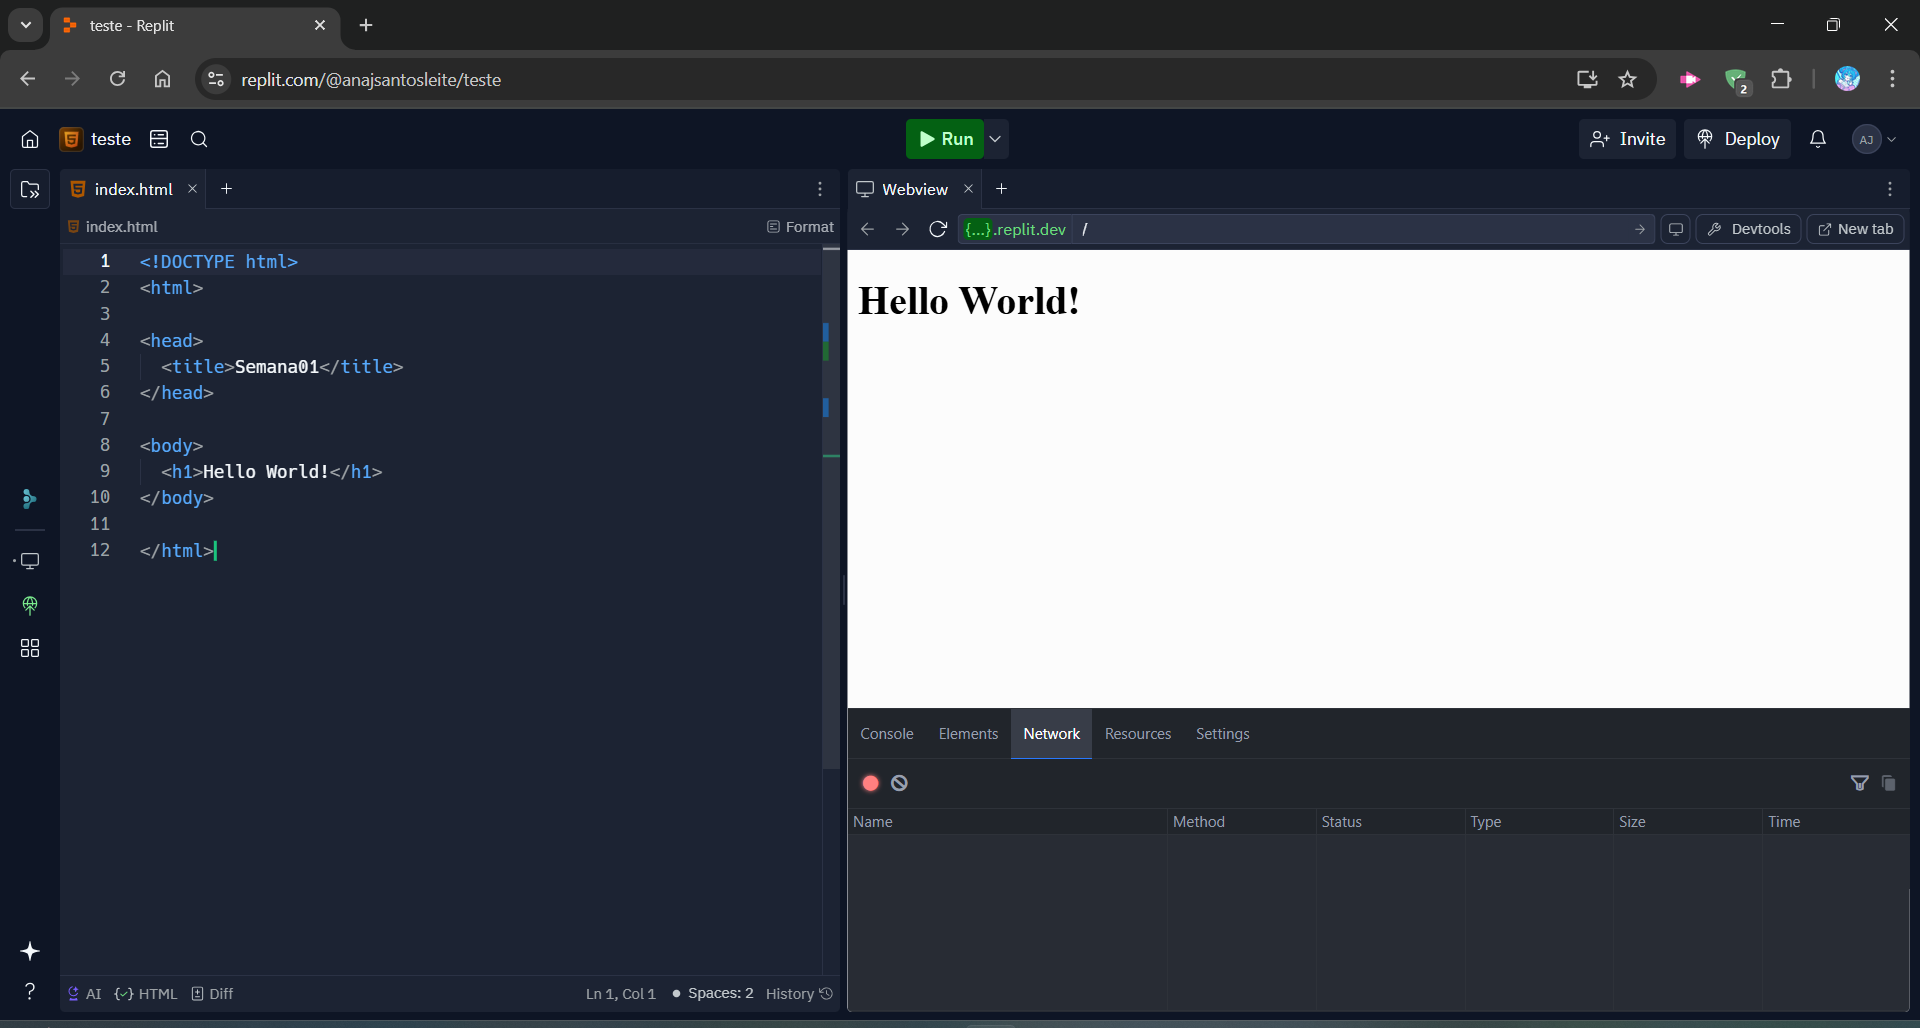 teste - Replit
replit.com/@anajsantosleite/teste
2
teste
Run
Invite
Deploy
AJ
index.html
index.html
Format
1 <!DOCTYPE html>
2 <html>
3
4 <head>
5 <title>Semana01</title>
6 </head>
7
8 <body>
9 <h1>Hello World!</h1>
10 </body>
11
12 </html>
AI
HTML
Diff
Ln 1, Col 1
Spaces: 2
History
?
Webview
{...}.replit.dev /
Devtools
New tab
Hello World!
Console Elements Network Resources Settings
Name Method Status Type Size Time